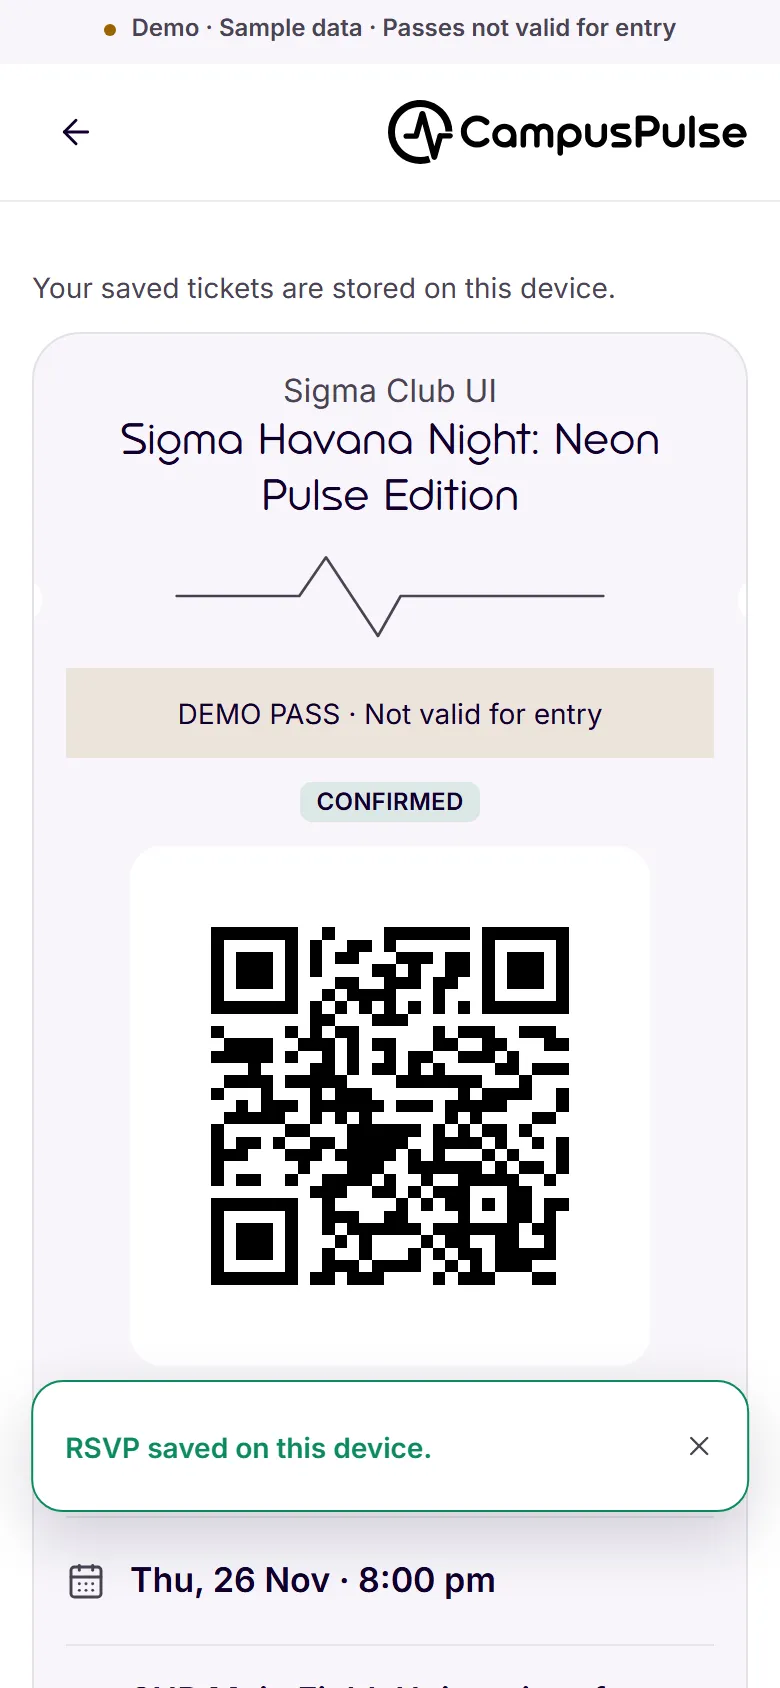 Demo · Sample data · Passes not valid for entry
CampusPulse
Your saved tickets are stored on this device.
Sigma Club UI
Sigma Havana Night: Neon
Pulse Edition
DEMO PASS · Not valid for entry
CONFIRMED
RSVP saved on this device.
Thu, 26 Nov · 8:00 pm